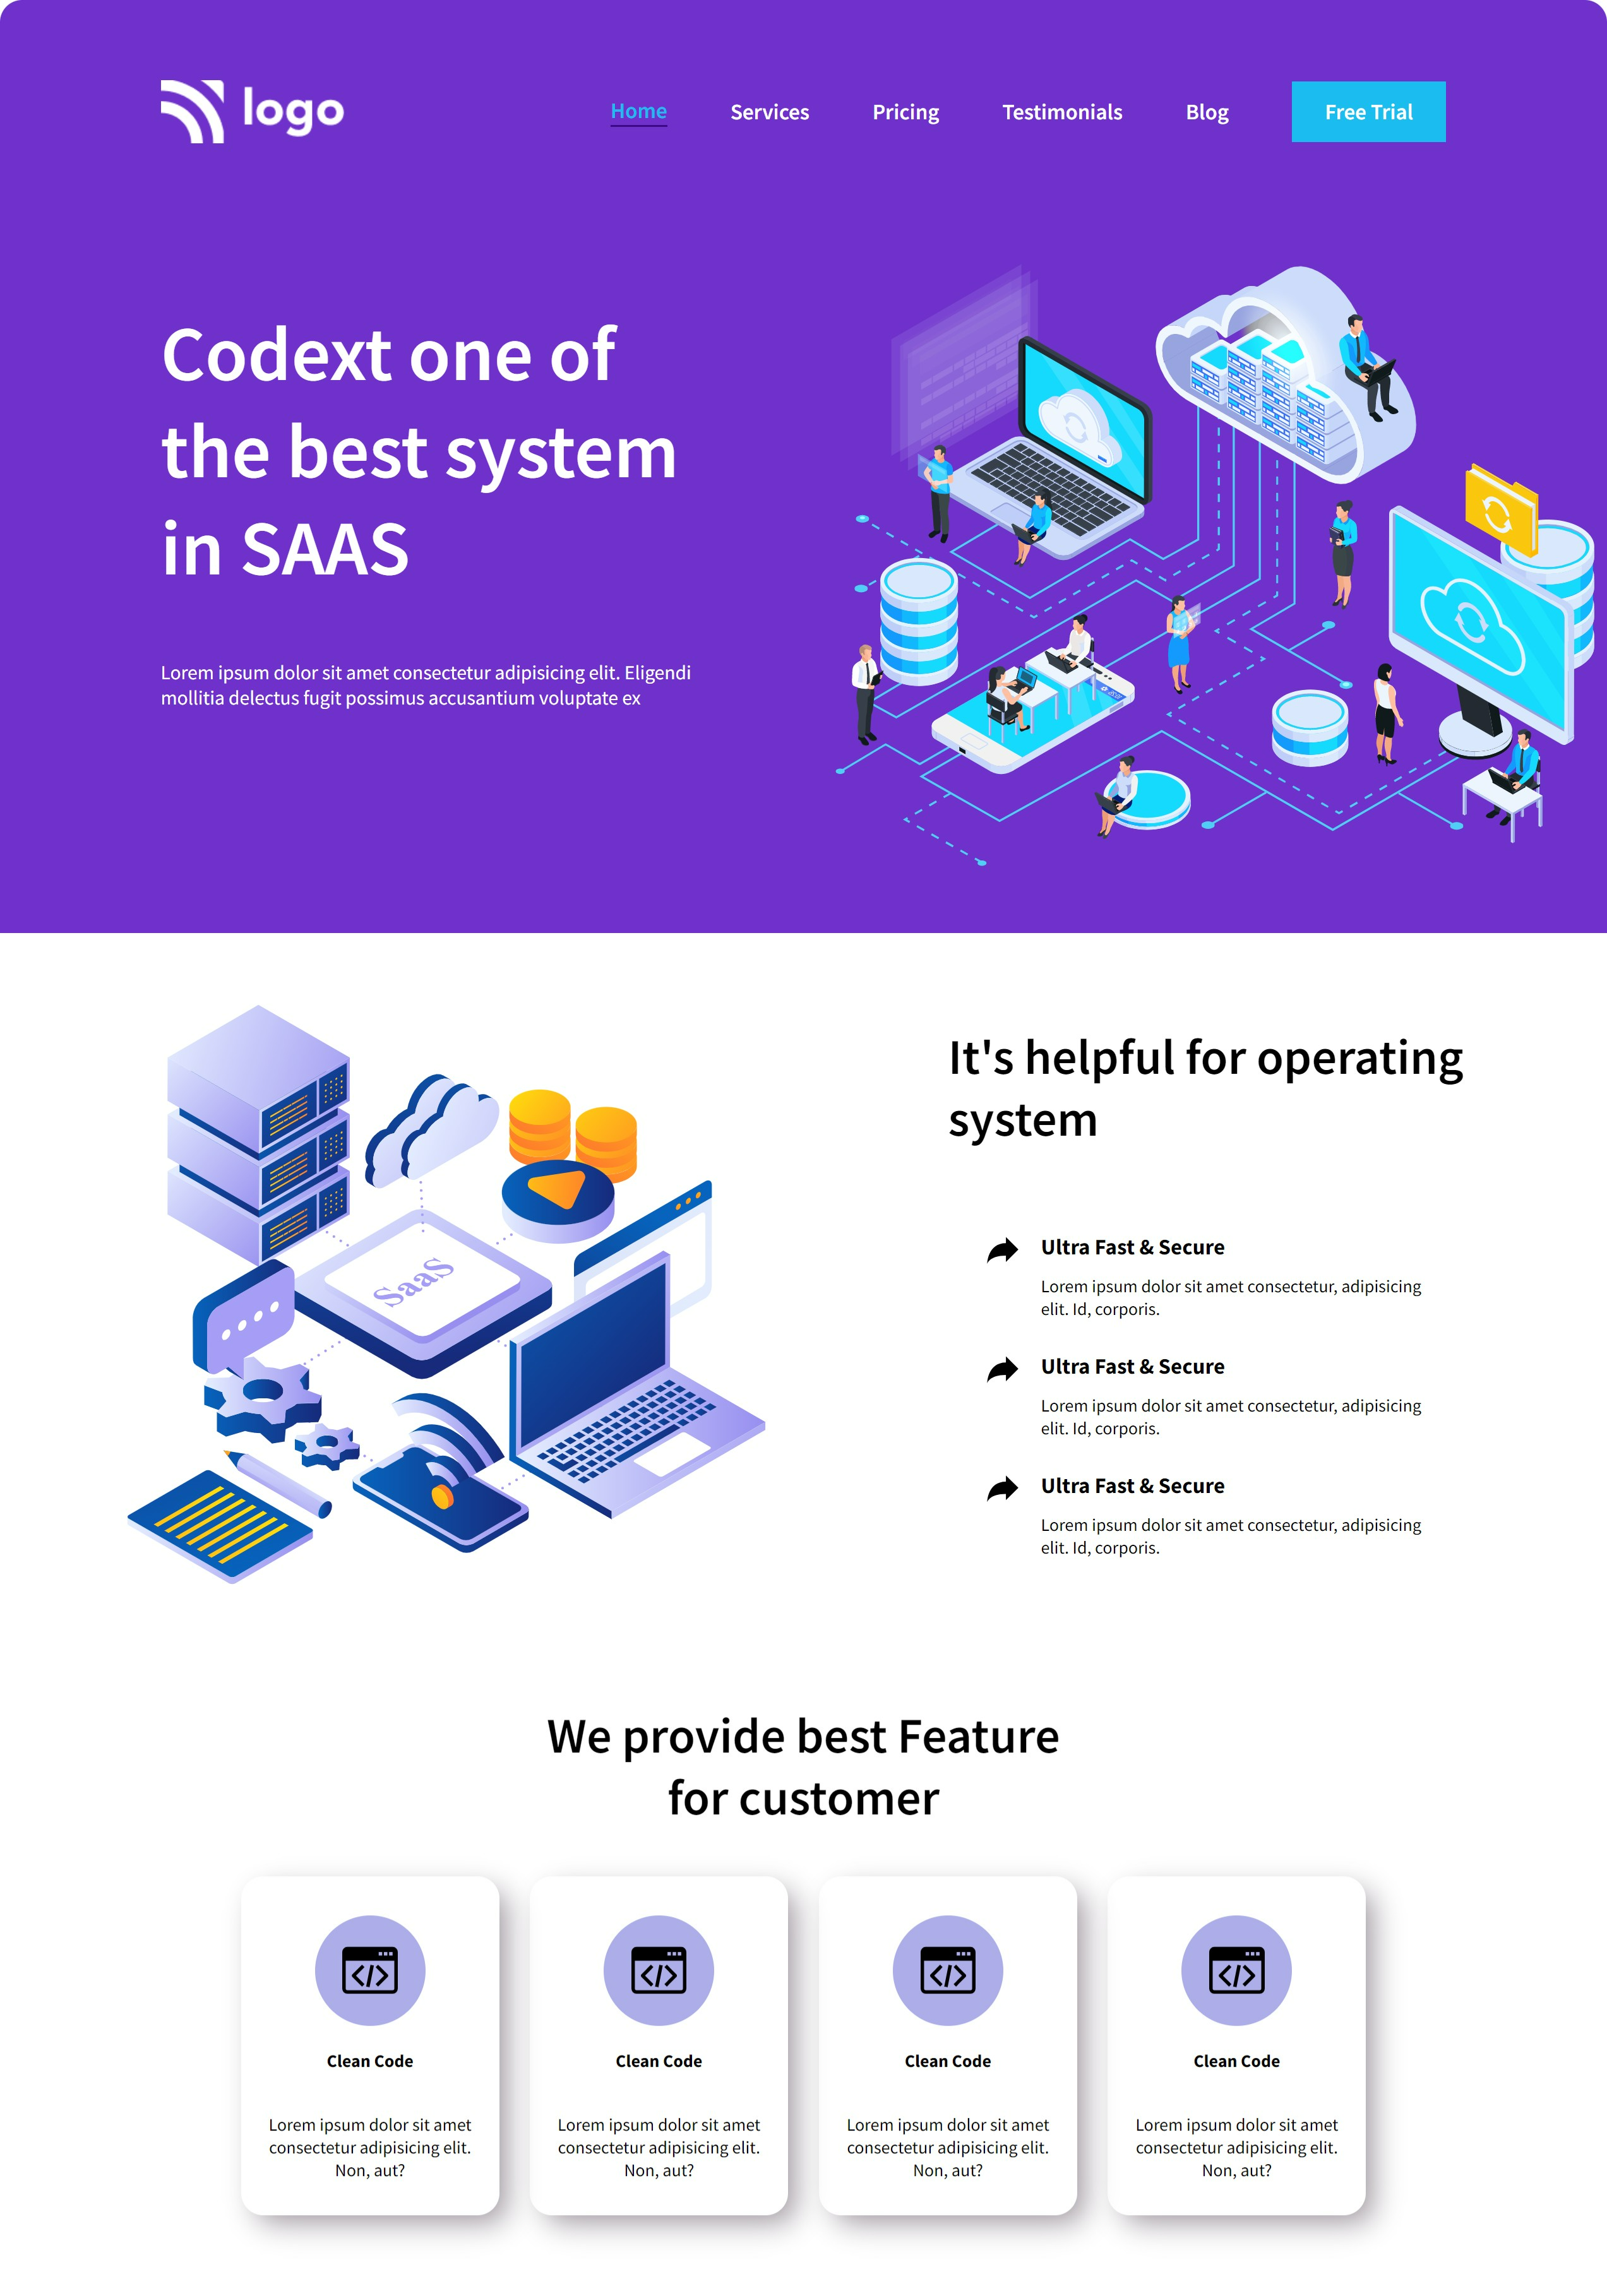 logo
Home Services Pricing Testimonials Blog Free Trial
Codext one of
the best system
in SAAS
Lorem ipsum dolor sit amet consectetur adipisicing elit. Eligendi
mollitia delectus fugit possimus accusantium voluptate ex
SaaS
It's helpful for operating
system
Ultra Fast & Secure
Lorem ipsum dolor sit amet consectetur, adipisicing
elit. Id, corporis.
Ultra Fast & Secure
Lorem ipsum dolor sit amet consectetur, adipisicing
elit. Id, corporis.
Ultra Fast & Secure
Lorem ipsum dolor sit amet consectetur, adipisicing
elit. Id, corporis.
We provide best Feature
for customer
Clean Code
Lorem ipsum dolor sit amet
consectetur adipisicing elit.
Non, aut?
Clean Code
Lorem ipsum dolor sit amet
consectetur adipisicing elit.
Non, aut?
Clean Code
Lorem ipsum dolor sit amet
consectetur adipisicing elit.
Non, aut?
Clean Code
Lorem ipsum dolor sit amet
consectetur adipisicing elit.
Non, aut?